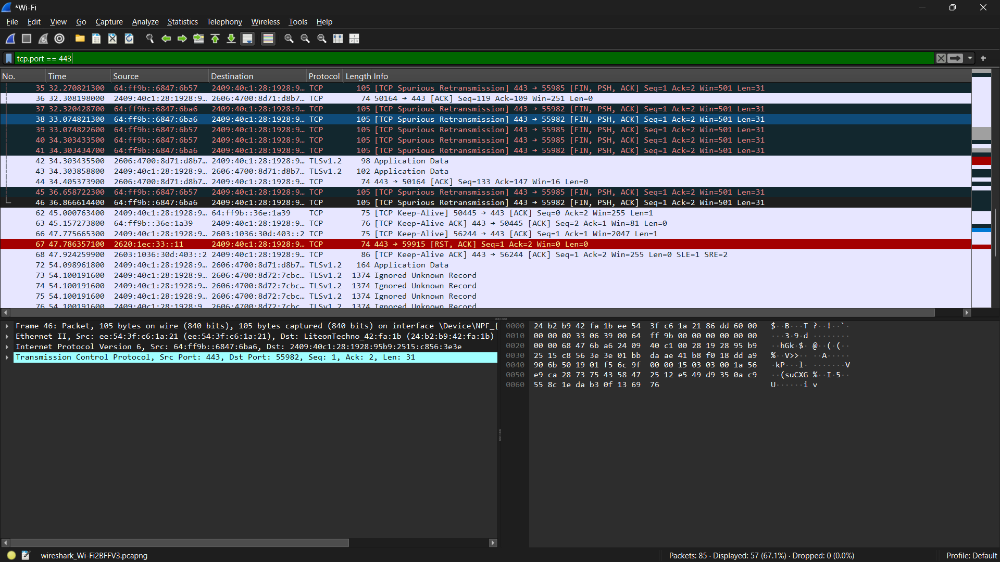 *Wi-Fi
File Edit View Go Capture Analyze Statistics Telephony Wireless Tools Help
tcp.port == 443
No. Time Source Destination Protocol Length Info
35 32.270821300 64:ff9b::6847:6b57 2409:40c1:28:1928:9… TCP 105 [TCP Spurious Retransmission] 443 → 55985 [FIN, PSH, ACK] Seq=1 Ack=2 Win=501 Len=31
36 32.308198000 2409:40c1:28:1928:9… 2606:4700:8d71:d8b7… TCP 74 50164 → 443 [ACK] Seq=119 Ack=109 Win=251 Len=0
37 32.320428700 64:ff9b::6847:6ba6 2409:40c1:28:1928:9… TCP 105 [TCP Spurious Retransmission] 443 → 55982 [FIN, PSH, ACK] Seq=1 Ack=2 Win=501 Len=31
38 33.074821300 64:ff9b::6847:6ba6 2409:40c1:28:1928:9… TCP 105 [TCP Spurious Retransmission] 443 → 55982 [FIN, PSH, ACK] Seq=1 Ack=2 Win=501 Len=31
39 33.074822600 64:ff9b::6847:6b57 2409:40c1:28:1928:9… TCP 105 [TCP Spurious Retransmission] 443 → 55985 [FIN, PSH, ACK] Seq=1 Ack=2 Win=501 Len=31
40 34.303433500 64:ff9b::6847:6b57 2409:40c1:28:1928:9… TCP 105 [TCP Spurious Retransmission] 443 → 55985 [FIN, PSH, ACK] Seq=1 Ack=2 Win=501 Len=31
41 34.303434700 64:ff9b::6847:6ba6 2409:40c1:28:1928:9… TCP 105 [TCP Spurious Retransmission] 443 → 55982 [FIN, PSH, ACK] Seq=1 Ack=2 Win=501 Len=31
42 34.303435500 2606:4700:8d71:d8b7… 2409:40c1:28:1928:9… TLSv1.2 98 Application Data
43 34.303858800 2409:40c1:28:1928:9… 2606:4700:8d71:d8b7… TLSv1.2 102 Application Data
44 34.405373900 2606:4700:8d71:d8b7… 2409:40c1:28:1928:9… TCP 74 443 → 50164 [ACK] Seq=133 Ack=147 Win=16 Len=0
45 36.658722300 64:ff9b::6847:6b57 2409:40c1:28:1928:9… TCP 105 [TCP Spurious Retransmission] 443 → 55985 [FIN, PSH, ACK] Seq=1 Ack=2 Win=501 Len=31
46 36.866614400 64:ff9b::6847:6ba6 2409:40c1:28:1928:9… TCP 105 [TCP Spurious Retransmission] 443 → 55982 [FIN, PSH, ACK] Seq=1 Ack=2 Win=501 Len=31
62 45.000763400 2409:40c1:28:1928:9… 64:ff9b::36e:1a39 TCP 75 [TCP Keep-Alive] 50445 → 443 [ACK] Seq=0 Ack=2 Win=255 Len=1
63 45.157273800 64:ff9b::36e:1a39 2409:40c1:28:1928:9… TCP 76 [TCP Keep-Alive ACK] 443 → 50445 [ACK] Seq=2 Ack=1 Win=81 Len=0
66 47.775665300 2409:40c1:28:1928:9… 2603:1036:30d:403::2 TCP 75 [TCP Keep-Alive] 56244 → 443 [ACK] Seq=1 Ack=1 Win=2047 Len=1
67 47.786357100 2620:1ec:33::11 2409:40c1:28:1928:9… TCP 74 443 → 59915 [RST, ACK] Seq=1 Ack=2 Win=0 Len=0
68 47.924259900 2603:1036:30d:403::2 2409:40c1:28:1928:9… TCP 86 [TCP Keep-Alive ACK] 443 → 56244 [ACK] Seq=1 Ack=2 Win=255 Len=0 SLE=1 SRE=2
72 54.098961800 2409:40c1:28:1928:9… 2606:4700:8d71:d8b7… TLSv1.2 164 Application Data
73 54.100191600 2409:40c1:28:1928:9… 2606:4700:8d72:7cbc… TLSv1.2 1374 Ignored Unknown Record
74 54.100191600 2409:40c1:28:1928:9… 2606:4700:8d72:7cbc… TLSv1.2 1374 Ignored Unknown Record
75 54.100191600 2409:40c1:28:1928:9… 2606:4700:8d72:7cbc… TLSv1.2 1374 Ignored Unknown Record
76 54.100191600 2409:40c1:28:1928:9… 2606:4700:8d72:7cbc… TLSv1.2 1374 Ignored Unknown Record
Frame 46: Packet, 105 bytes on wire (840 bits), 105 bytes captured (840 bits) on interface \Device\NPF_{
Ethernet II, Src: ee:54:3f:c6:1a:21 (ee:54:3f:c6:1a:21), Dst: LiteonTechno_42:fa:1b (24:b2:b9:42:fa:1b)
Internet Protocol Version 6, Src: 64:ff9b::6847:6ba6, Dst: 2409:40c1:28:1928:95b9:2515:c856:3e3e
Transmission Control Protocol, Src Port: 443, Dst Port: 55982, Seq: 1, Ack: 2, Len: 31
0000 24 b2 b9 42 fa 1b ee 54 3f c6 1a 21 86 dd 60 00 $··B···T ?··!··`·
0010 00 00 00 33 06 39 00 64 ff 9b 00 00 00 00 00 00 ···3·9·d ········
0020 00 00 68 47 6b a6 24 09 40 c1 00 28 19 28 95 b9 ··hGk·$· @··(·(··
0030 25 15 c8 56 3e 3e 01 bb da ae 41 b8 f0 18 dd a9 %··V>>·· ··A·····
0040 90 6b 50 19 01 f5 6c 9f 00 00 15 03 03 00 1a 56 ·kP···l· ·······V
0050 e9 ca 28 73 75 43 58 47 25 12 e5 49 d9 35 0a c9 ··(suCXG %··I·5··
0060 55 8c 1e da b3 0f 13 69 76 U······i v
wireshark_Wi-Fi2BFFV3.pcapng
Packets: 85 · Displayed: 57 (67.1%) · Dropped: 0 (0.0%)
Profile: Default